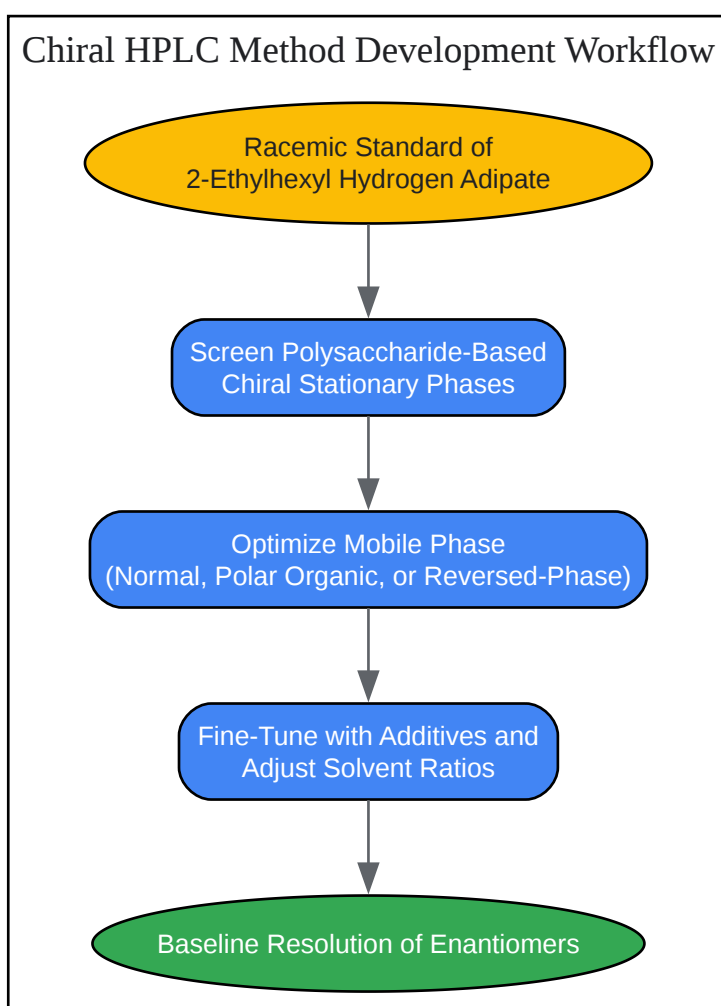 Chiral HPLC Method Development Workflow
Racemic Standard of
2-Ethylhexyl Hydrogen Adipate
Screen Polysaccharide-Based
Chiral Stationary Phases
Optimize Mobile Phase
(Normal, Polar Organic, or Reversed-Phase)
Fine-Tune with Additives and
Adjust Solvent Ratios
Baseline Resolution of Enantiomers